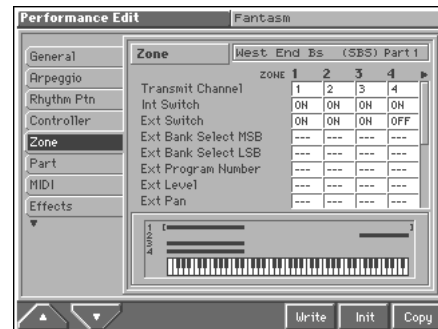 Performance Edit Fantasm
General
Arpeggio
Rhythm Ptn
Controller
Zone
Part
MIDI
Effects
Zone West End Bs (SBS) Part 1
ZONE 1 2 3 4
Transmit Channel 1 2 3 4
Int Switch ON ON ON ON
Ext Switch ON ON ON OFF
Ext Bank Select MSB --- --- --- ---
Ext Bank Select LSB --- --- --- ---
Ext Program Number --- --- --- ---
Ext Level --- --- --- ---
Ext Pan --- --- --- ---
1 [ ]
2
3
4
Write Init Copy